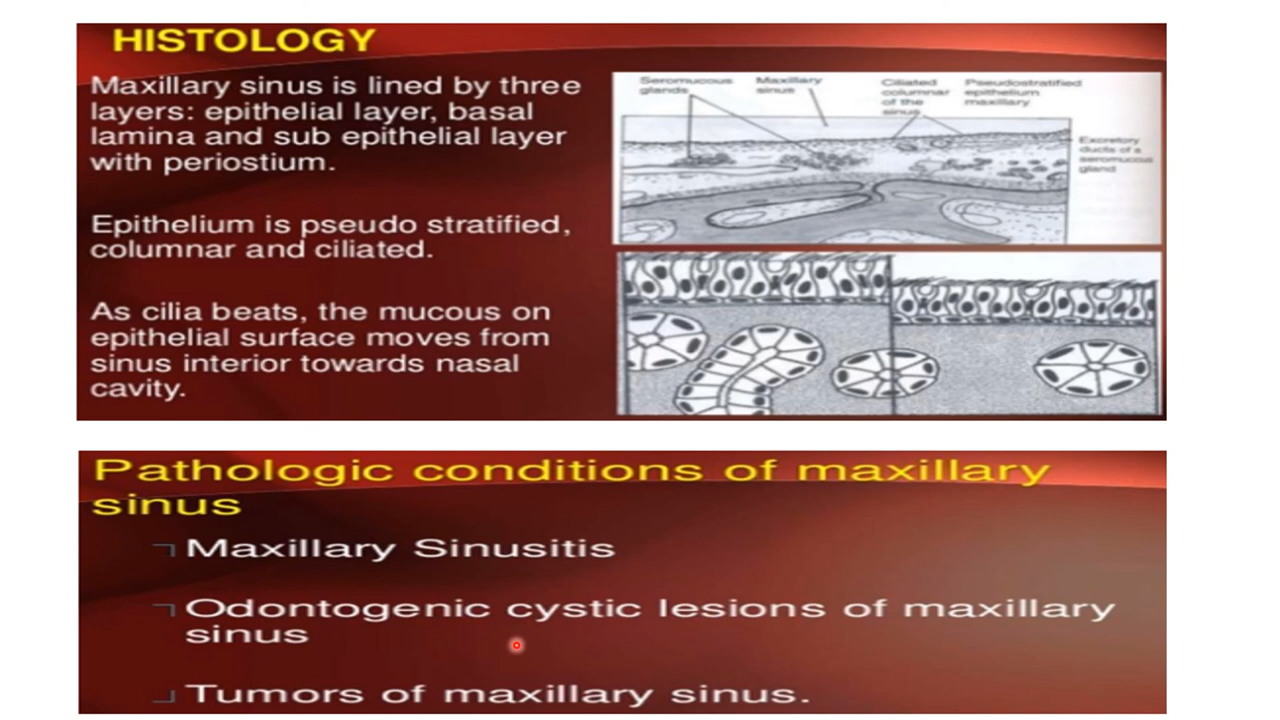 HISTOLOGY
Maxillary sinus is lined by three
layers: epithelial layer, basal
lamina and sub epithelial layer
with periostium.
Epithelium is pseudo stratified,
columnar and ciliated.
As cilia beats, the mucous on
epithelial surface moves from
sinus interior towards nasal
cavity.
Seromucous
glands
Maxillary
sinus
Ciliated
columnar
of the
sinus
Pseudostratified
epithelium
maxillary
Excretory
ducts of a
seromucous
gland
Pathologic conditions of maxillary
sinus
Maxillary Sinusitis
Odontogenic cystic lesions of maxillary
sinus
Tumors of maxillary sinus.